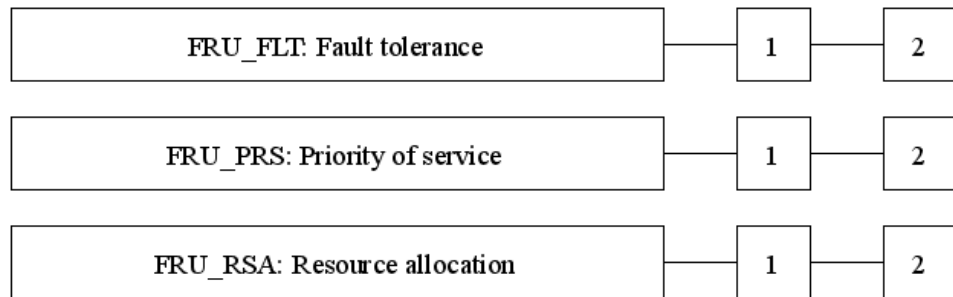 FRU_FLT: Fault tolerance 1 2
FRU_PRS: Priority of service 1 2
FRU_RSA: Resource allocation 1 2